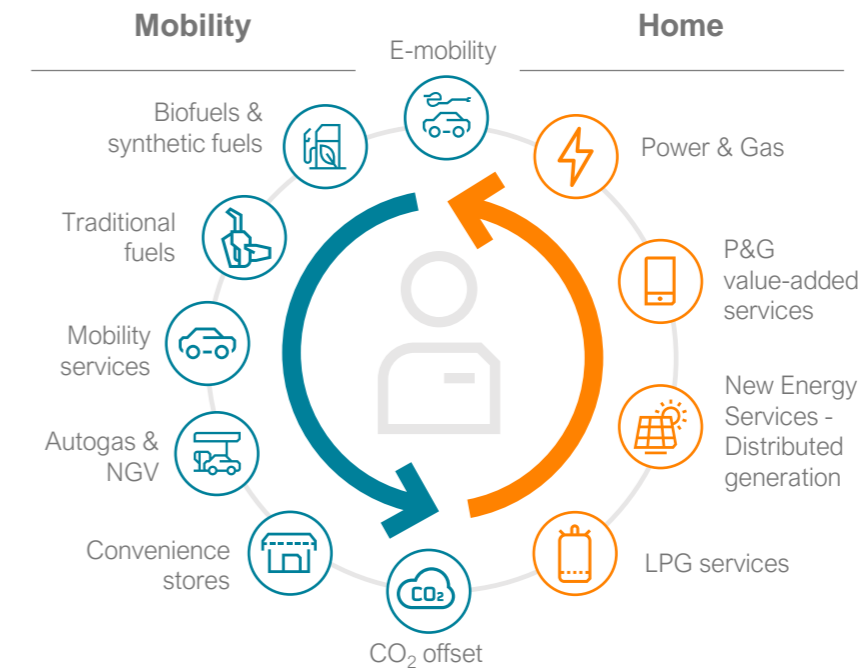 Mobility
Home
E-mobility
Biofuels &
synthetic fuels
Power & Gas
Traditional
fuels
P&G
value-added
services
Mobility
services
New Energy
Services -
Distributed
generation
Autogas &
NGV
Convenience
stores
LPG services
CO₂
CO₂ offset